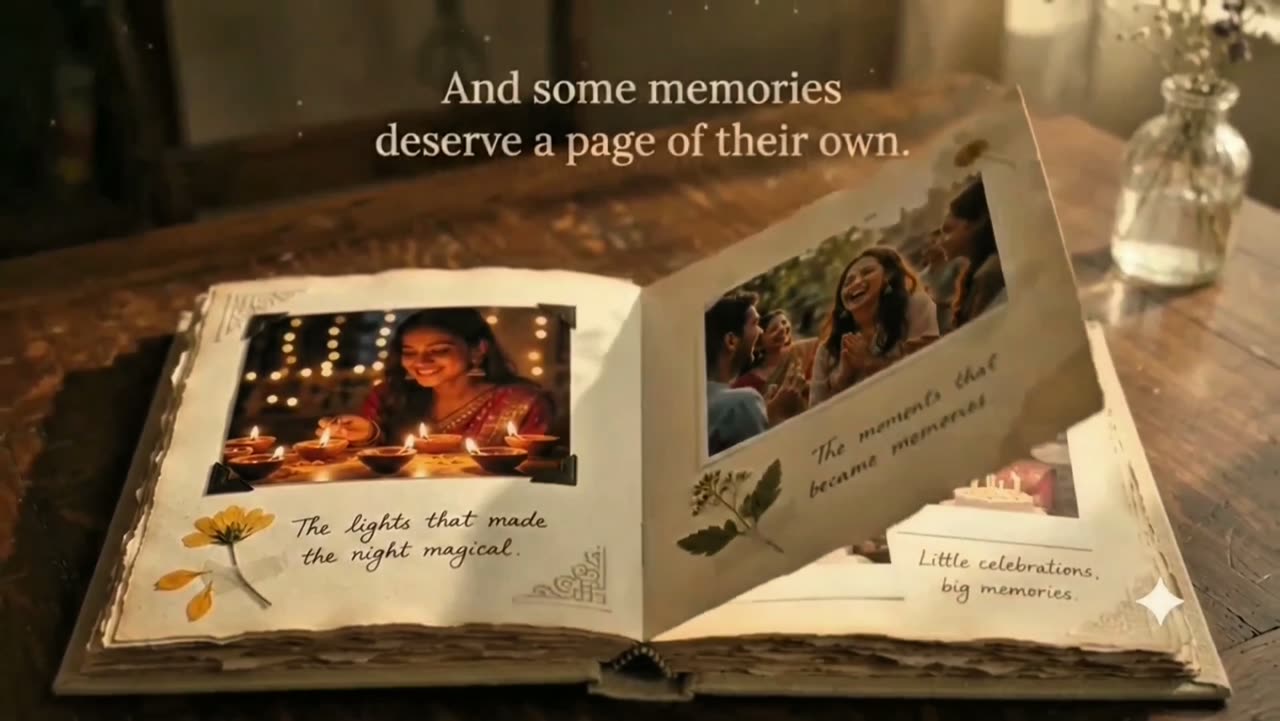 And some memories
deserve a page of their own.
The lights that made
the night magical.
The moments that
became
Little celebrations,
big memories.